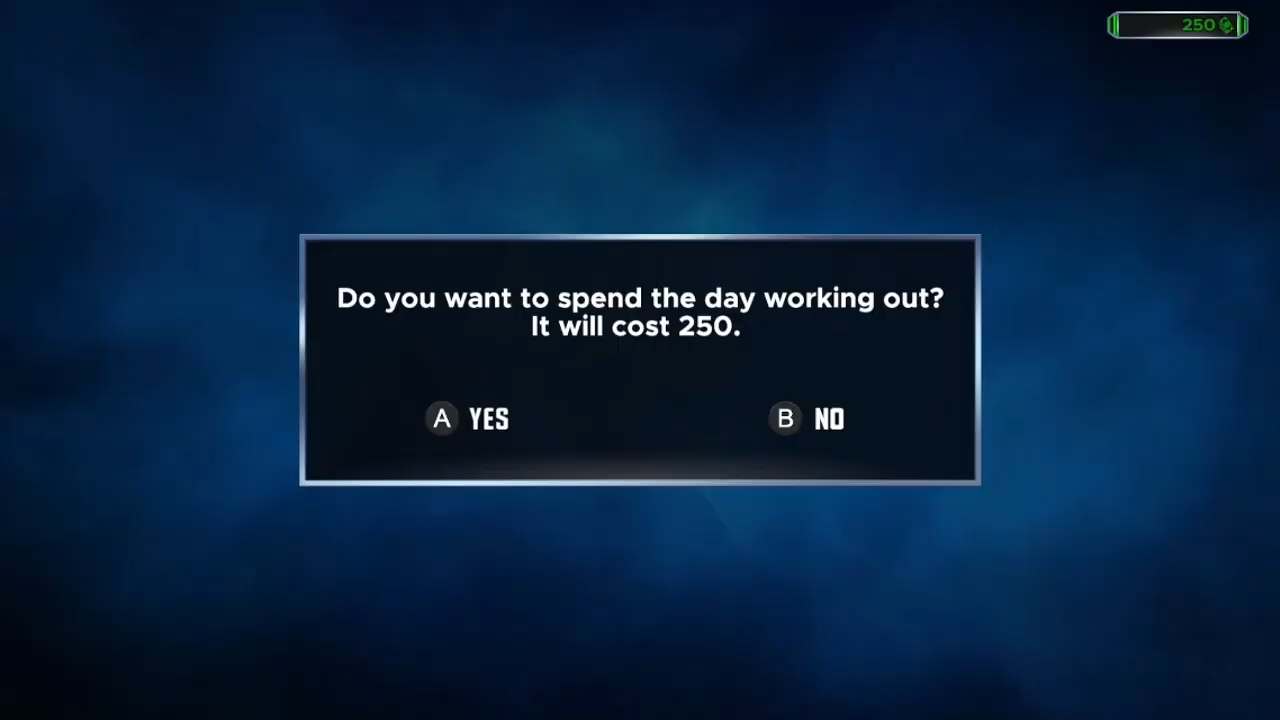 250
Do you want to spend the day working out?
It will cost 250.
A YES
B NO